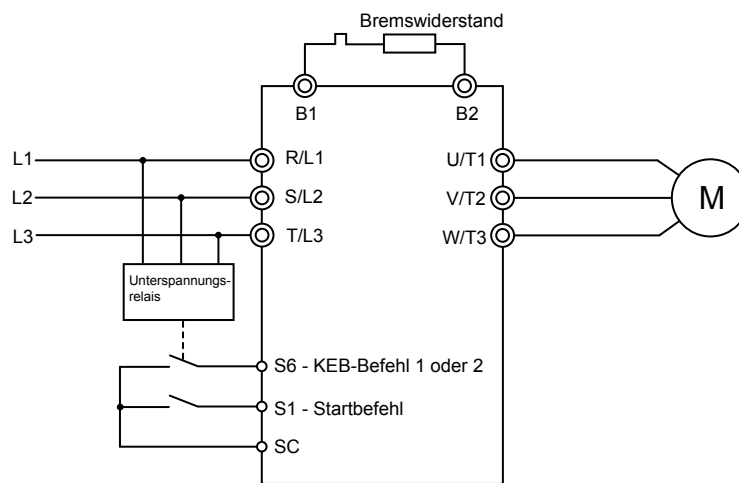 Bremswiderstand
B1
B2
L1
R/L1
U/T1
L2
S/L2
V/T2
M
L3
T/L3
W/T3
Unterspannungs-
relais
S6 - KEB-Befehl 1 oder 2
S1 - Startbefehl
SC